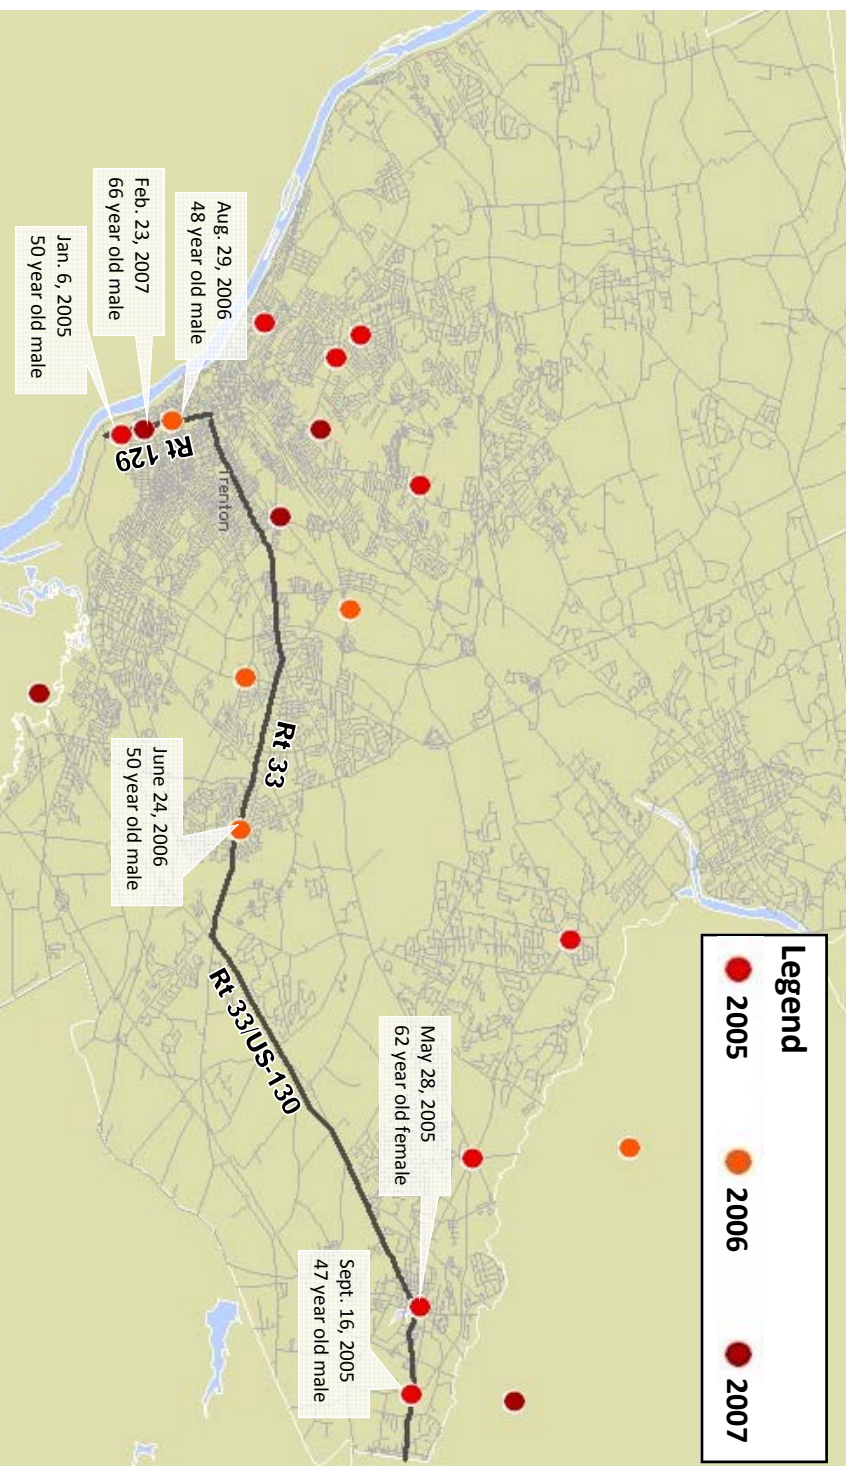 Legend
2005
2006
2007
Aug. 29, 2006
48 year old male
Feb. 23, 2007
66 year old male
Jan. 6, 2005
50 year old male
Rt 129
Trenton
Rt 33
June 24, 2006
50 year old male
Rt 33/US-130
May 28, 2005
62 year old female
Sept. 16, 2005
47 year old male